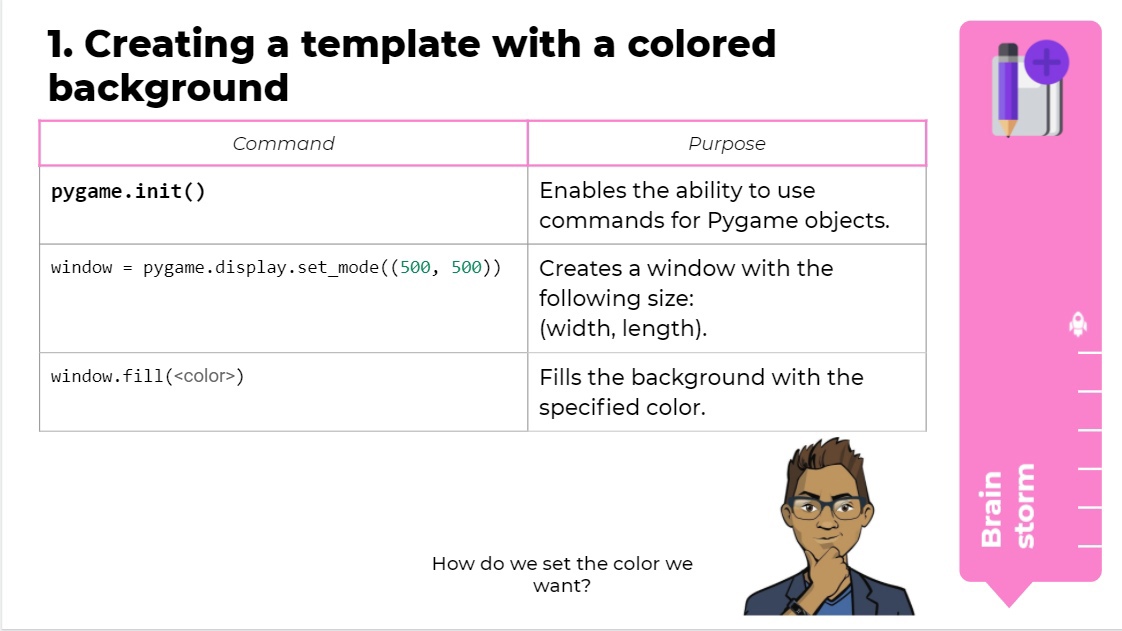 1. Creating a template with a colored
background
Command
Purpose
pygame.init()
Enables the ability to use
commands for Pygame objects.
window = pygame.display.set_mode((500, 500))
Creates a window with the
following size:
(width, length).
window.fill(<color>)
Fills the background with the
specified color.
How do we set the color we
want?
Brain
storm